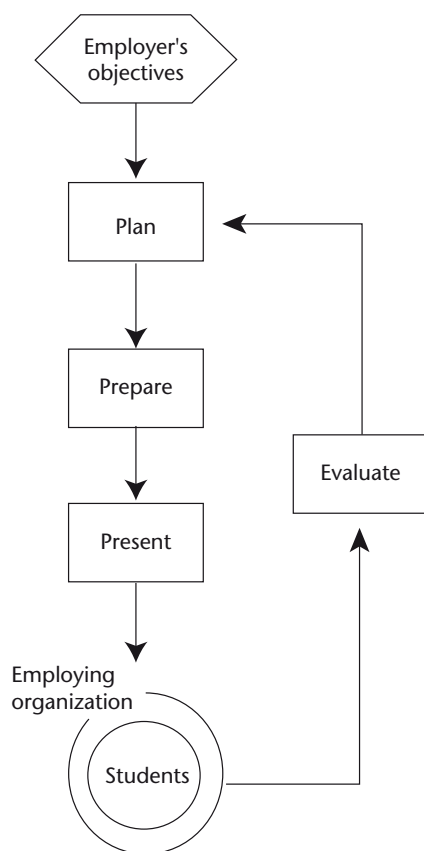 Employer's
objectives
Plan
Prepare
Evaluate
Present
Employing
organization
Students